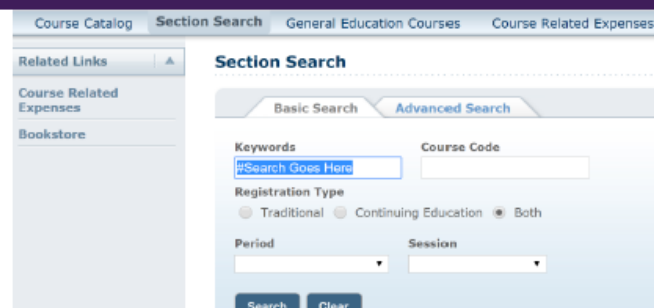 Course Catalog Section Search General Education Courses Course Related Expenses
Related Links
Course Related
Expenses
Bookstore
Section Search
Basic Search Advanced Search
Keywords Course Code
#Search Goes Here
Registration Type
Traditional Continuing Education Both
Period Session
Search Clear